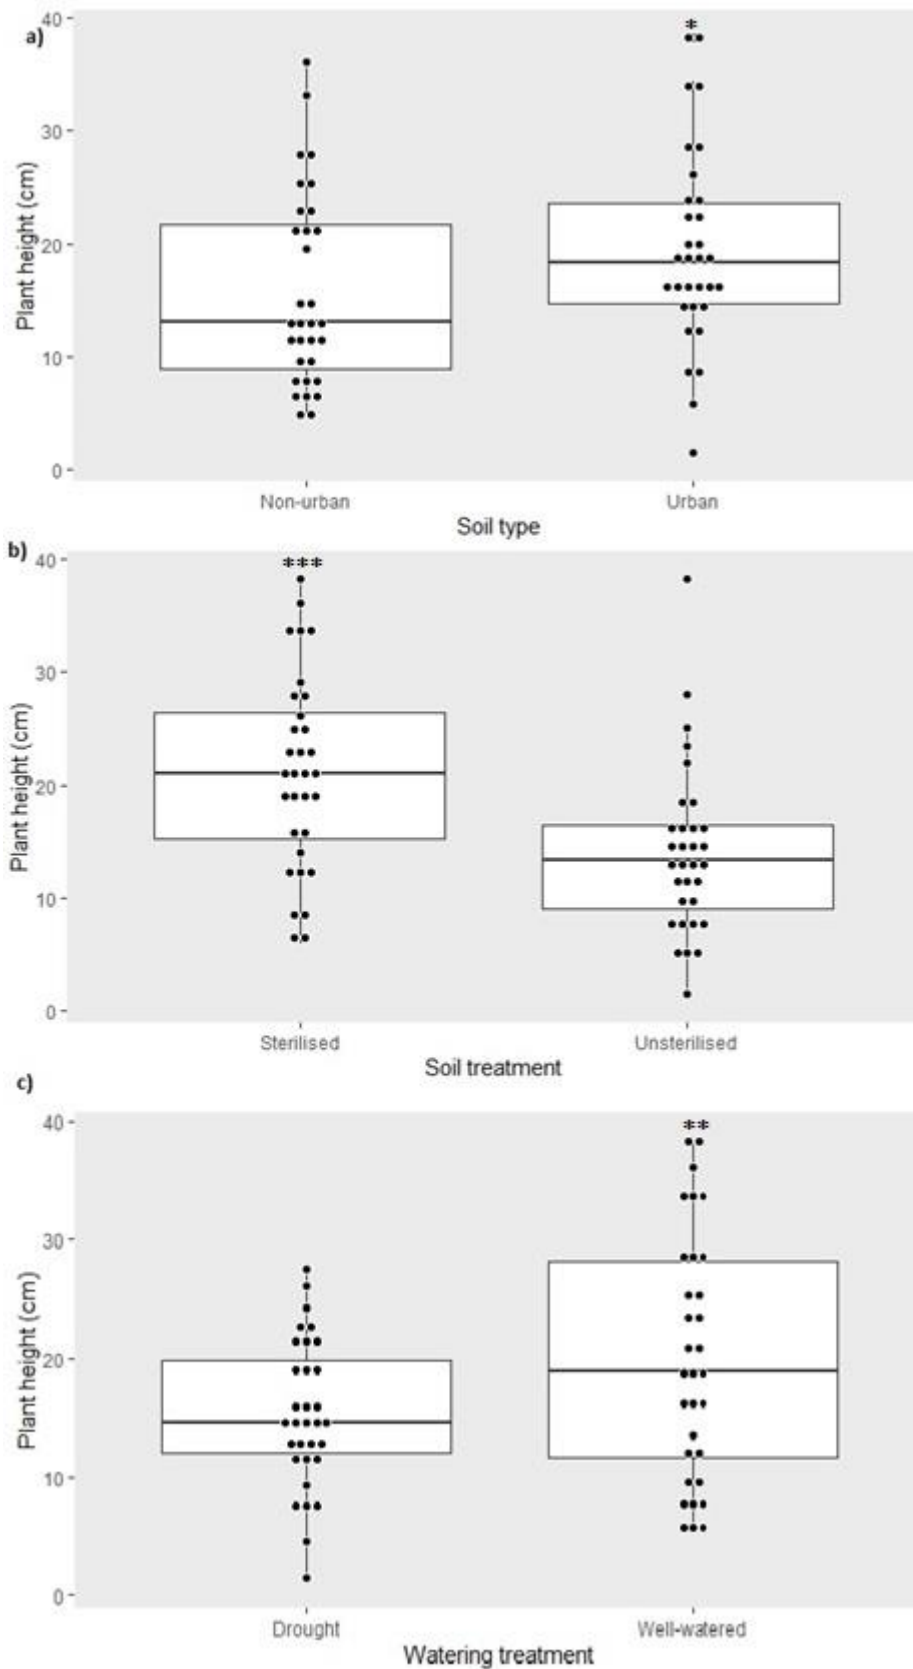 a)
Plant height (cm)
40
30
20
10
0
*
Non-urban
Urban
Soil type
b)
Plant height (cm)
40
30
20
10
0
***
Sterilised
Unsterilised
Soil treatment
c)
Plant height (cm)
40
30
20
10
0
**
Drought
Well-watered
Watering treatment